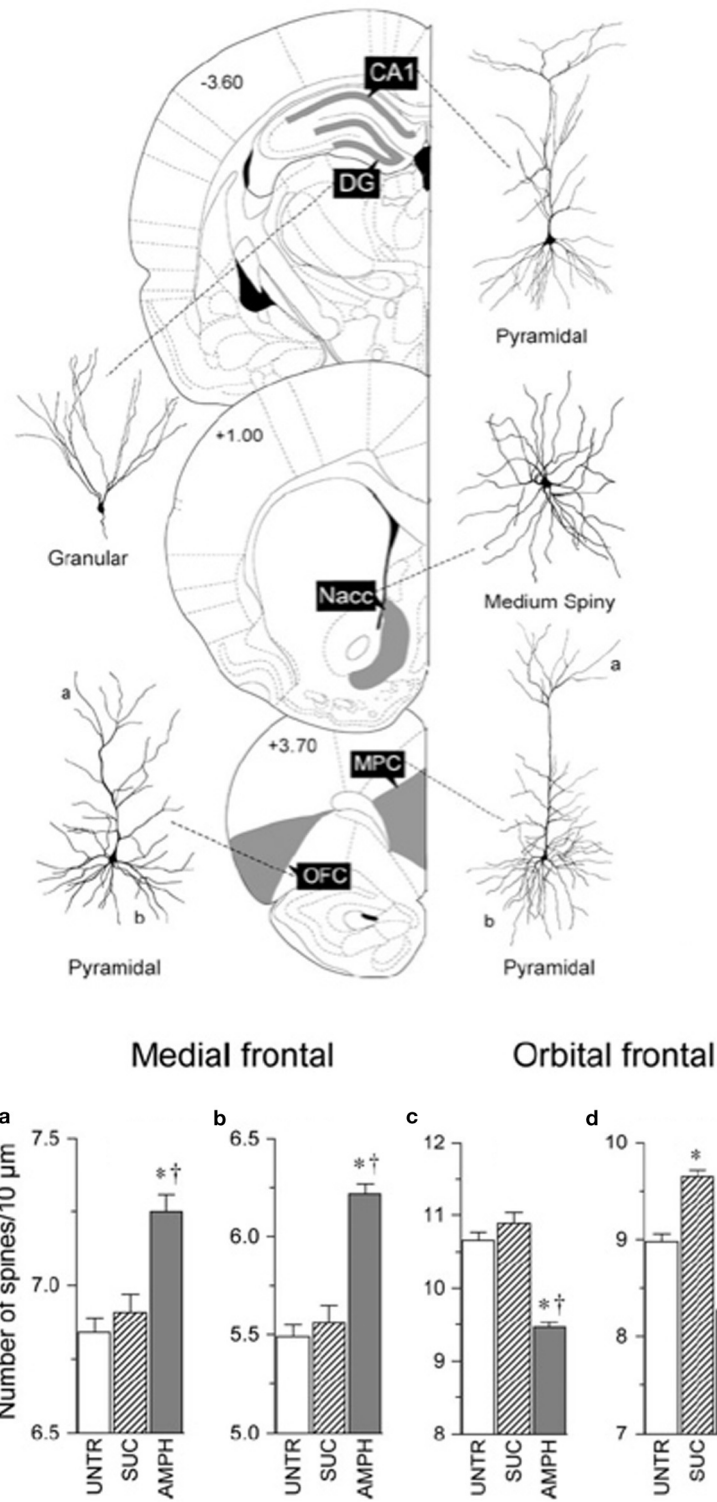 -3.60
CA1
DG
Pyramidal
+1.00
Granular
Nacc
Medium Spiny
a
a
+3.70
MPC
OFC
b
b
Pyramidal
Pyramidal
Medial frontal
Orbital frontal
a
b
c
d
Number of spines/10 µm
7.5
7.0
6.5
*†
UNTR
SUC
AMPH
6.5
6.0
5.5
5.0
*†
UNTR
SUC
AMPH
12
11
10
9
8
*†
UNTR
SUC
AMPH
10
9
8
7
*
UNTR
SUC